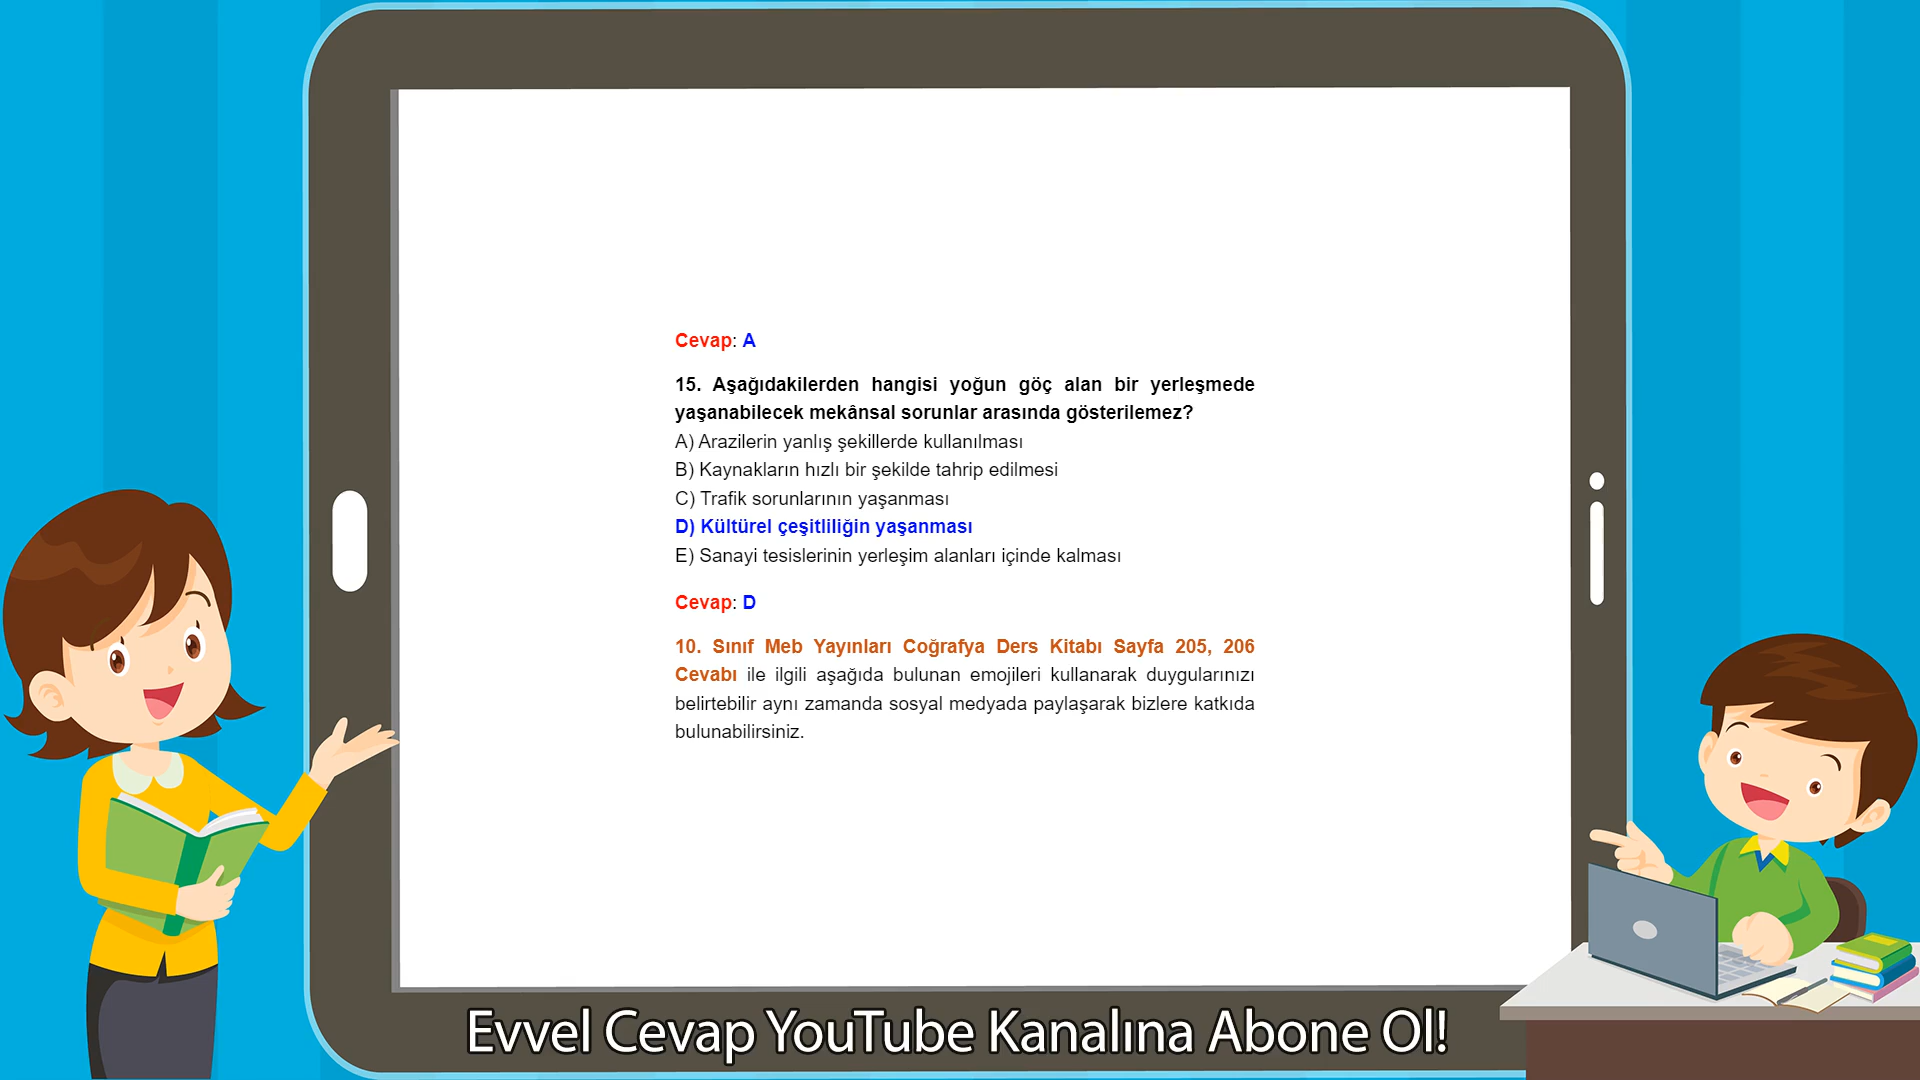 Cevap: A
15. Aşağıdakilerden hangisi yoğun göç alan bir yerleşmede
yaşanabilecek mekânsal sorunlar arasında gösterilemez?
A) Arazilerin yanlış şekillerde kullanılması
B) Kaynakların hızlı bir şekilde tahrip edilmesi
C) Trafik sorunlarının yaşanması
D) Kültürel çeşitliliğin yaşanması
E) Sanayi tesislerinin yerleşim alanları içinde kalması
Cevap: D
10. Sınıf Meb Yayınları Coğrafya Ders Kitabı Sayfa 205, 206
Cevabı ile ilgili aşağıda bulunan emojileri kullanarak duygularınızı
belirtebilir aynı zamanda sosyal medyada paylaşarak bizlere katkıda
bulunabilirsiniz.
Evvel Cevap YouTube Kanalına Abone Ol!